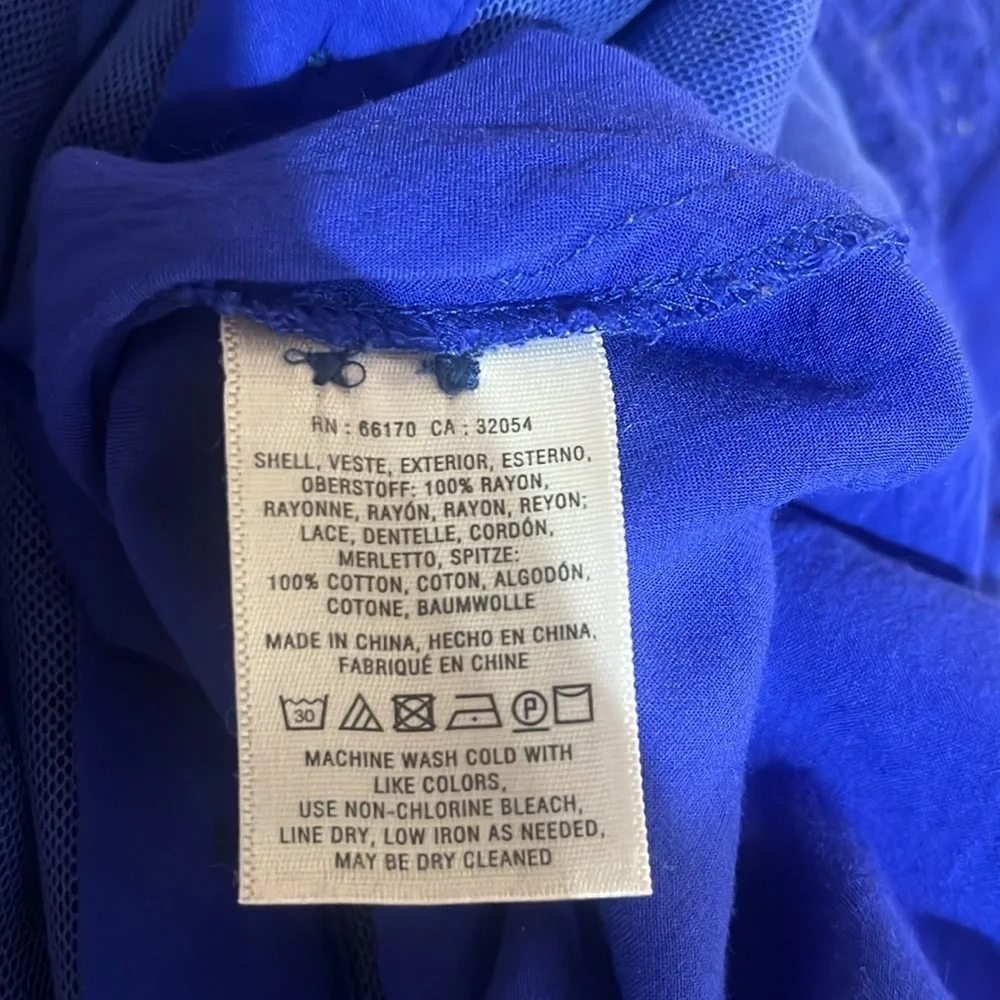 RN : 66170 CA : 32054
SHELL, VESTE, EXTERIOR, ESTERNO,
OBERSTOFF: 100% RAYON,
RAYONNE, RAYÓN, RAYON, REYON;
LACE, DENTELLE, CORDÓN,
MERLETTO, SPITZE:
100% COTTON, COTON, ALGODÓN,
COTONE, BAUMWOLLE
MADE IN CHINA, HECHO EN CHINA,
FABRIQUÉ EN CHINE
30 P
MACHINE WASH COLD WITH
LIKE COLORS,
USE NON-CHLORINE BLEACH,
LINE DRY, LOW IRON AS NEEDED,
MAY BE DRY CLEANED